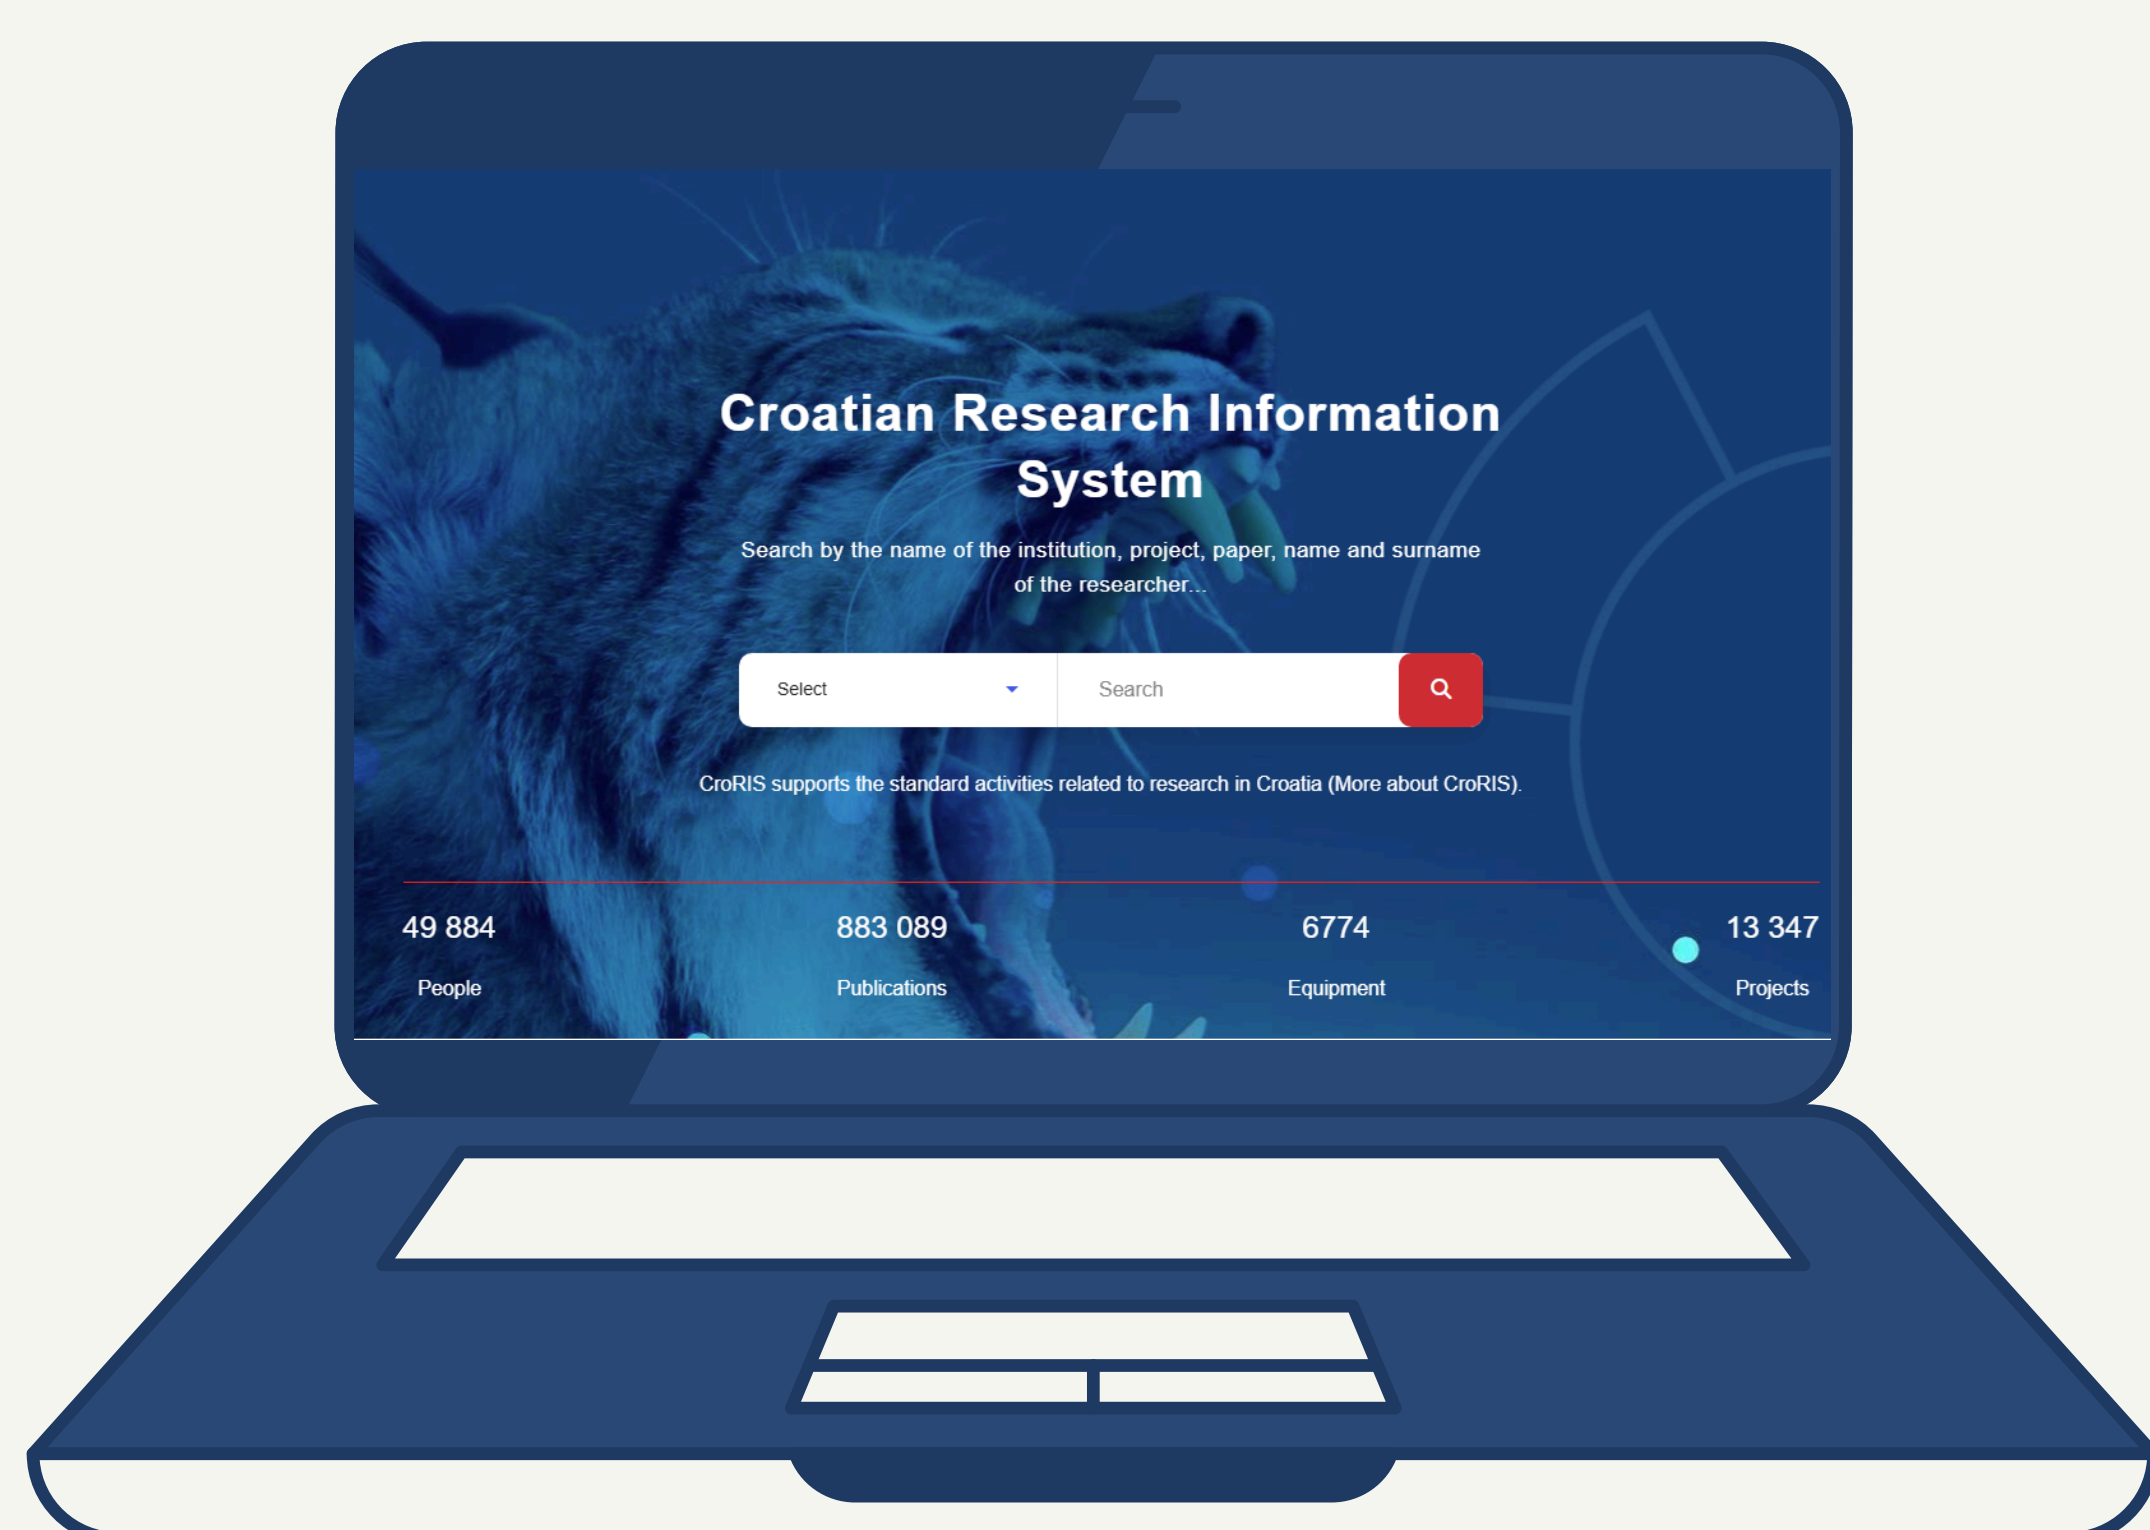 Croatian Research Information
System
Search by the name of the institution, project, paper, name and surname
of the researcher...
Select
Search
CroRIS supports the standard activities related to research in Croatia (More about CroRIS).
49 884
883 089
6774
13 347
People
Publications
Equipment
Projects